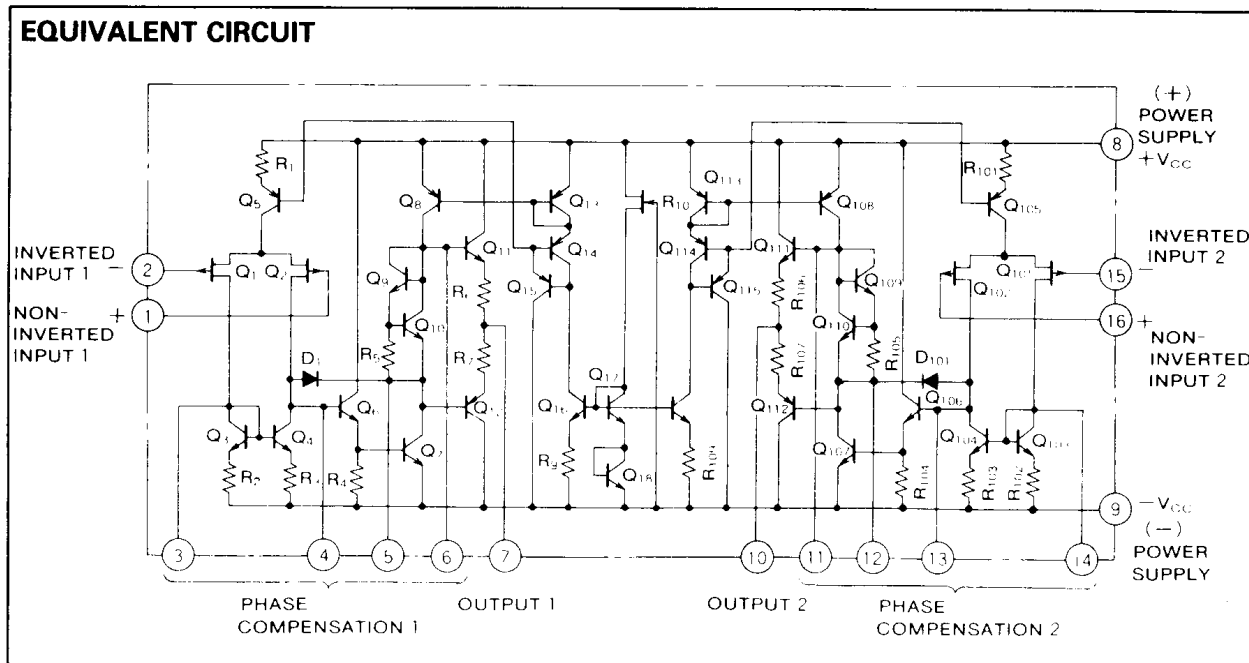 EQUIVALENT CIRCUIT
(+)
POWER
SUPPLY
8
+VCC
R1
Q5
Q8
Q13
R10
Q113
Q108
R101
Q105
INVERTED
INPUT 1
−
2
Q1
Q2
Q9
Q11
Q14
Q114
Q111
Q109
Q102
15
−
INVERTED
INPUT 2
NON-
INVERTED
INPUT 1
+
1
Q10
Q15
Q115
R106
Q110
16
+
NON-
INVERTED
INPUT 2
D1
R5
R7
R107
R105
D101
Q6
Q16
Q17
Q112
Q106
Q3
Q4
Q7
Q18
Q107
Q104
Q103
R2
R3
R4
R9
R109
R104
R103
R102
9
−VCC
(−)
POWER
SUPPLY
3
4
5
6
7
10
11
12
13
14
PHASE
COMPENSATION 1
OUTPUT 1
OUTPUT 2
PHASE
COMPENSATION 2